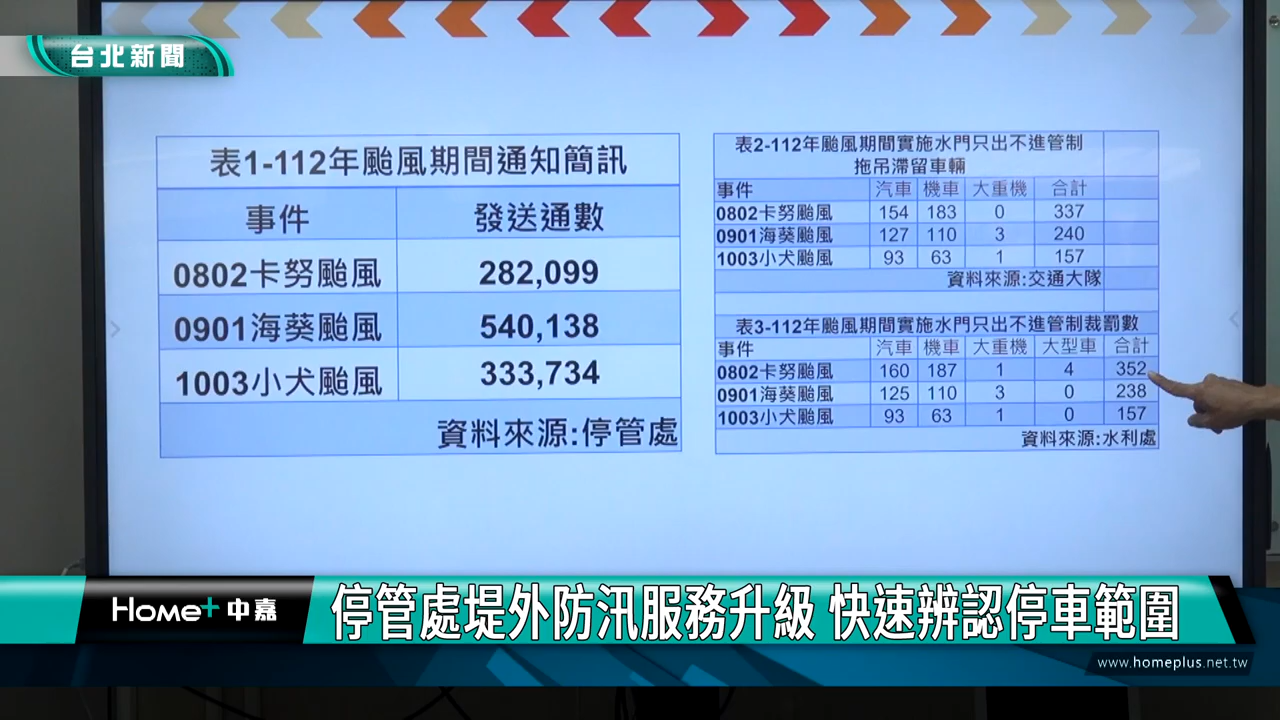 台北新聞
表1-112年颱風期間通知簡訊
事件 發送通數
0802卡努颱風 282,099
0901海葵颱風 540,138
1003小犬颱風 333,734
資料來源:停管處
表2-112年颱風期間實施水門只出不進管制
拖吊滯留車輛
事件 汽車 機車 大重機 合計
0802卡努颱風 154 183 0 337
0901海葵颱風 127 110 3 240
1003小犬颱風 93 63 1 157
資料來源:交通大隊
表3-112年颱風期間實施水門只出不進管制裁罰數
事件 汽車 機車 大重機 大型車 合計
0802卡努颱風 160 187 1 4 352
0901海葵颱風 125 110 3 0 238
1003小犬颱風 93 63 1 0 157
資料來源:水利處
Home+ 中嘉
停管處堤外防汛服務升級 快速辨認停車範圍
www.homeplus.net.tw